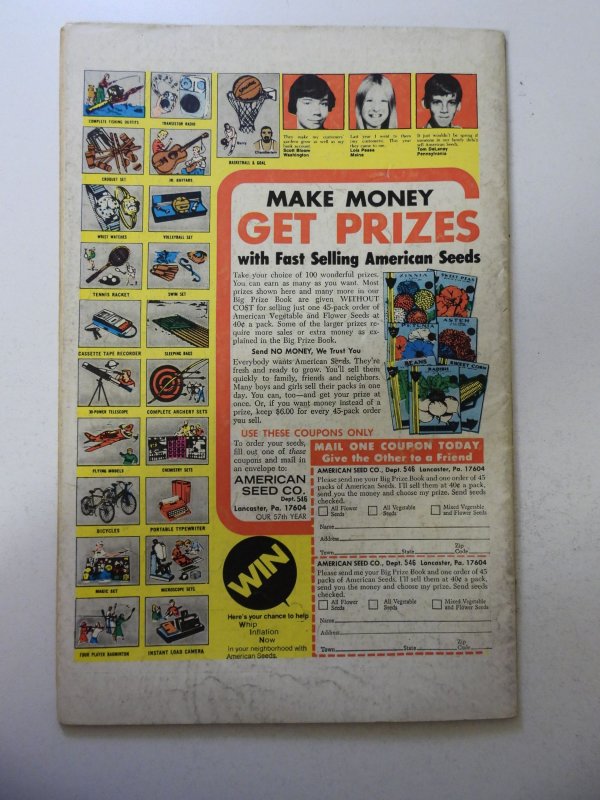 COMPLETE FISHING OUTFITS
TRANSISTOR RADIO
CROQUET SET
JR. GUITARS
WRIST WATCHES
VOLLEYBALL SET
TENNIS RACKET
SWIM SET
CASSETTE TAPE RECORDER
SLEEPING BAGS
30-POWER TELESCOPE
COMPLETE ARCHERY SETS
FLYING MODELS
CHEMISTRY SETS
BICYCLES
PORTABLE TYPEWRITER
MAGIC SET
MICROSCOPE SETS
FOUR PLAYER BADMINTON
INSTANT LOAD CAMERA
SPALDING
Barry
Chamberlain
BASKETBALL & GOAL
They make my customers
gardens grow as well as my
bank account.
Scott Bloom
Washington
Last year I went to them
my customers. This year
they came to me.
Lois Pease
Maine
It just wouldn't be spring if
someone in my family didn't
sell American Seeds.
Tom DeLaney
Pennsylvania
MAKE MONEY
GET PRIZES
with Fast Selling American Seeds
Take your choice of 100 wonderful prizes.
You can earn as many as you want. Most
prizes shown here and many more in our
Big Prize Book are given WITHOUT
COST for selling just one 45-pack order of
American Vegetable and Flower Seeds at
40¢ a pack. Some of the larger prizes re-
quire more sales or extra money as ex-
plained in the Big Prize Book.
Send NO MONEY, We Trust You
Everybody wants American Seeds. They're
fresh and ready to grow. You'll sell them
quickly to family, friends and neighbors.
Many boys and girls sell their packs in one
day. You can, too—and get your prize at
once. Or, if you want money instead of a
prize, keep $6.00 for every 45-pack order
you sell.
ZINNIA
SWEET PEAS
PETUNIA
ASTER
BEANS
RADISH
SWEET CORN
USE THESE COUPONS ONLY
To order your seeds,
fill out one of these
coupons and mail in
an envelope to:
AMERICAN
SEED CO.
Dept. 546
Lancaster, Pa. 17604
OUR 57th YEAR
WIN
Here's your chance to help
Whip
Inflation
Now
in your neighborhood with
American Seeds.
MAIL ONE COUPON TODAY
Give the Other to a Friend
AMERICAN SEED CO., Dept. 546 Lancaster, Pa. 17604
Please send me your Big Prize Book and one order of 45
packs of American Seeds. I'll sell them at 40¢ a pack,
send you the money and choose my prize. Send seeds
checked.
All Flower
Seeds
All Vegetable
Seeds
Mixed Vegetable
and Flower Seeds
Name
Address
Town State Zip Code
AMERICAN SEED CO., Dept. 546 Lancaster, Pa. 17604
Please send me your Big Prize Book and one order of 45
packs of American Seeds. I'll sell them at 40¢ a pack,
send you the money and choose my prize. Send seeds
checked.
All Flower
Seeds
All Vegetable
Seeds
Mixed Vegetable
and Flower Seeds
Name
Address
Town State Zip Code